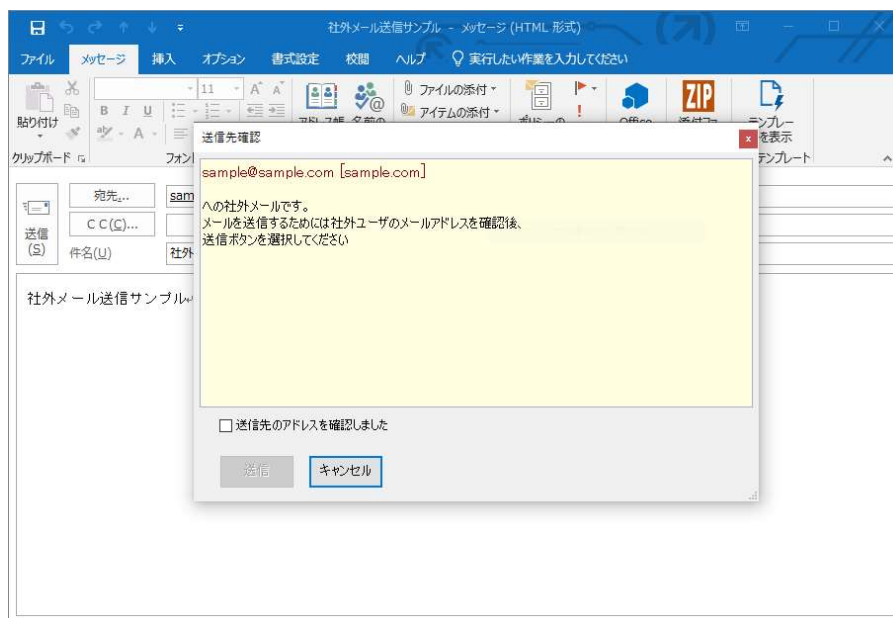 社外メール送信サンプル - メッセージ (HTML 形式)
ファイル メッセージ 挿入 オプション 書式設定 校閲 ヘルプ 実行したい作業を入力してください
11 A A ファイルの添付
貼り付け B I U アイテムの添付 ZIP テンプレー
を表示
クリップボード テンプレート
送信先確認
sample@sample.com [sample.com]
への社外メールです。
メールを送信するためには社外ユーザのメールアドレスを確認後、
送信ボタンを選択してください
送信先のアドレスを確認しました
送信 キャンセル
宛先...
C C (C)...
送信
(S)
件名(U) 社外
社外メール送信サンプル